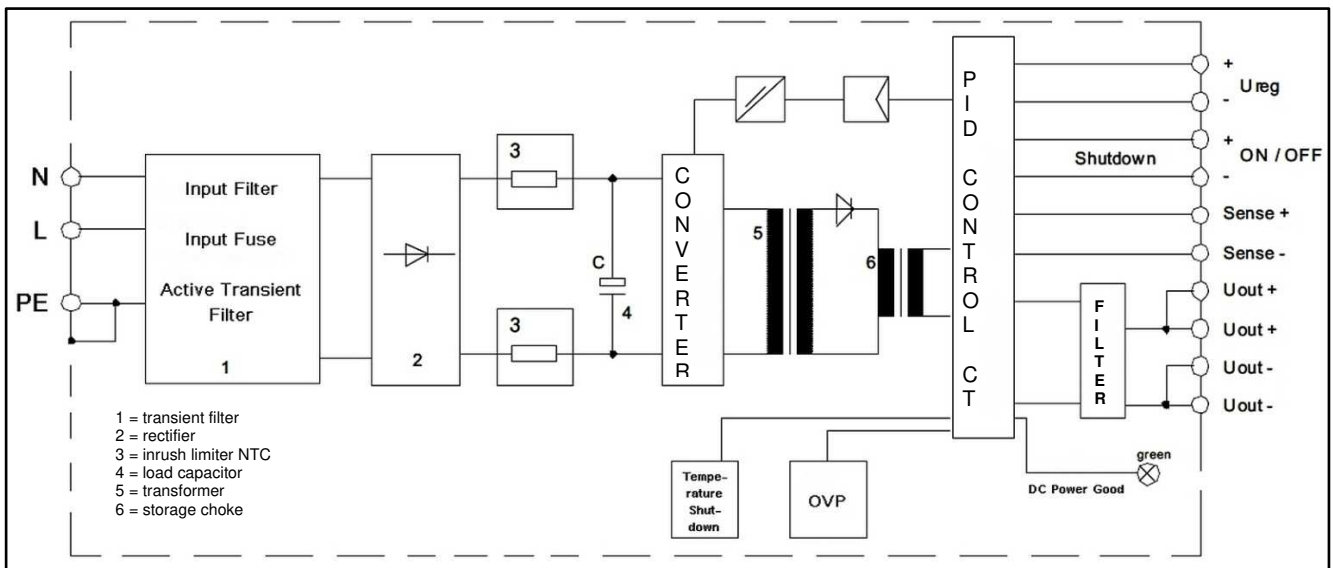 N
L
PE
Input Filter
Input Fuse
Active Transient
Filter
1
2
3
3
C
4
CONVERTER
5
6
PID CONTROL CT
+
Ureg
-
Shutdown
+
ON / OFF
-
Sense +
Sense -
FILTER
Uout +
Uout +
Uout -
Uout -
1 = transient filter
2 = rectifier
3 = inrush limiter NTC
4 = load capacitor
5 = transformer
6 = storage choke
Tempe-
rature
Shut-
down
OVP
green
DC Power Good